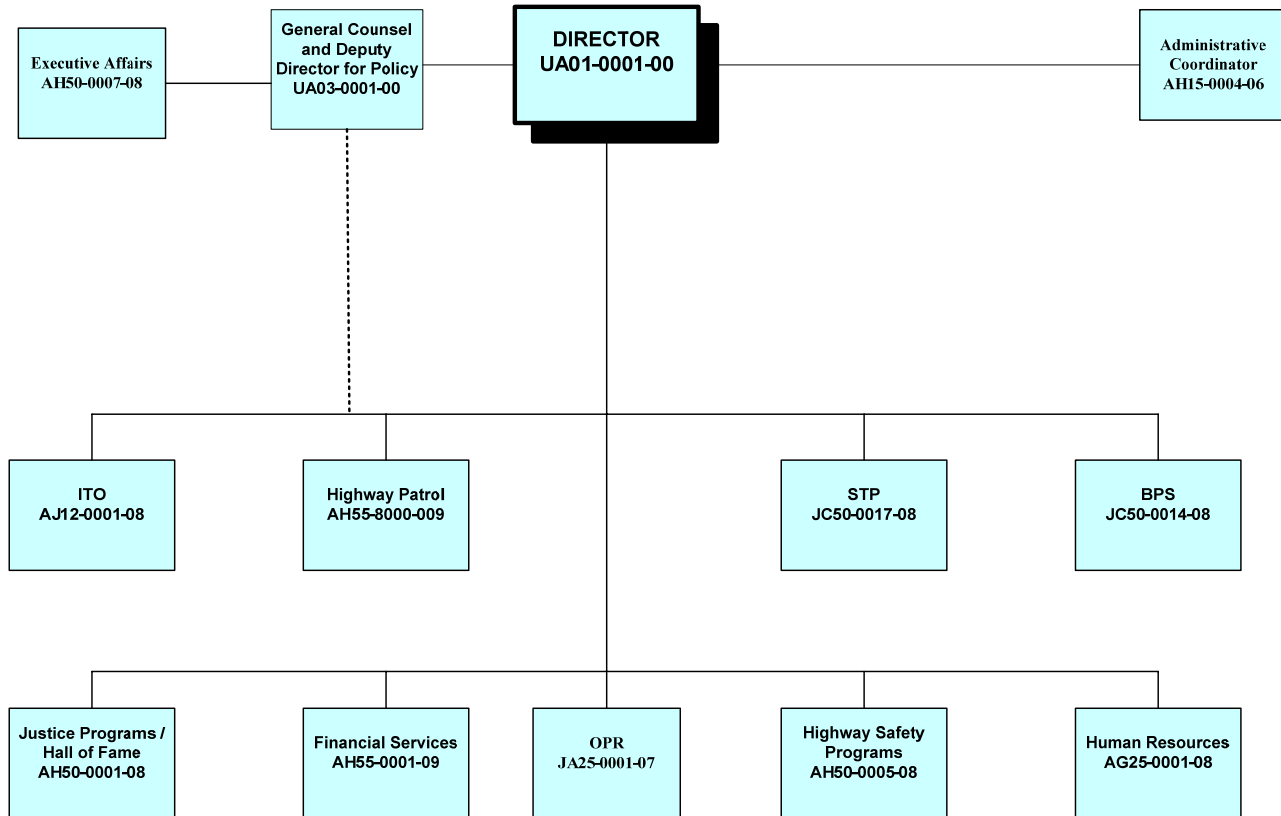 Executive Affairs
AH50-0007-08
General Counsel
and Deputy
Director for Policy
UA03-0001-00
DIRECTOR
UA01-0001-00
Administrative
Coordinator
AH15-0004-06
ITO
AJ12-0001-08
Highway Patrol
AH55-8000-009
STP
JC50-0017-08
BPS
JC50-0014-08
Justice Programs /
Hall of Fame
AH50-0001-08
Financial Services
AH55-0001-09
OPR
JA25-0001-07
Highway Safety
Programs
AH50-0005-08
Human Resources
AG25-0001-08